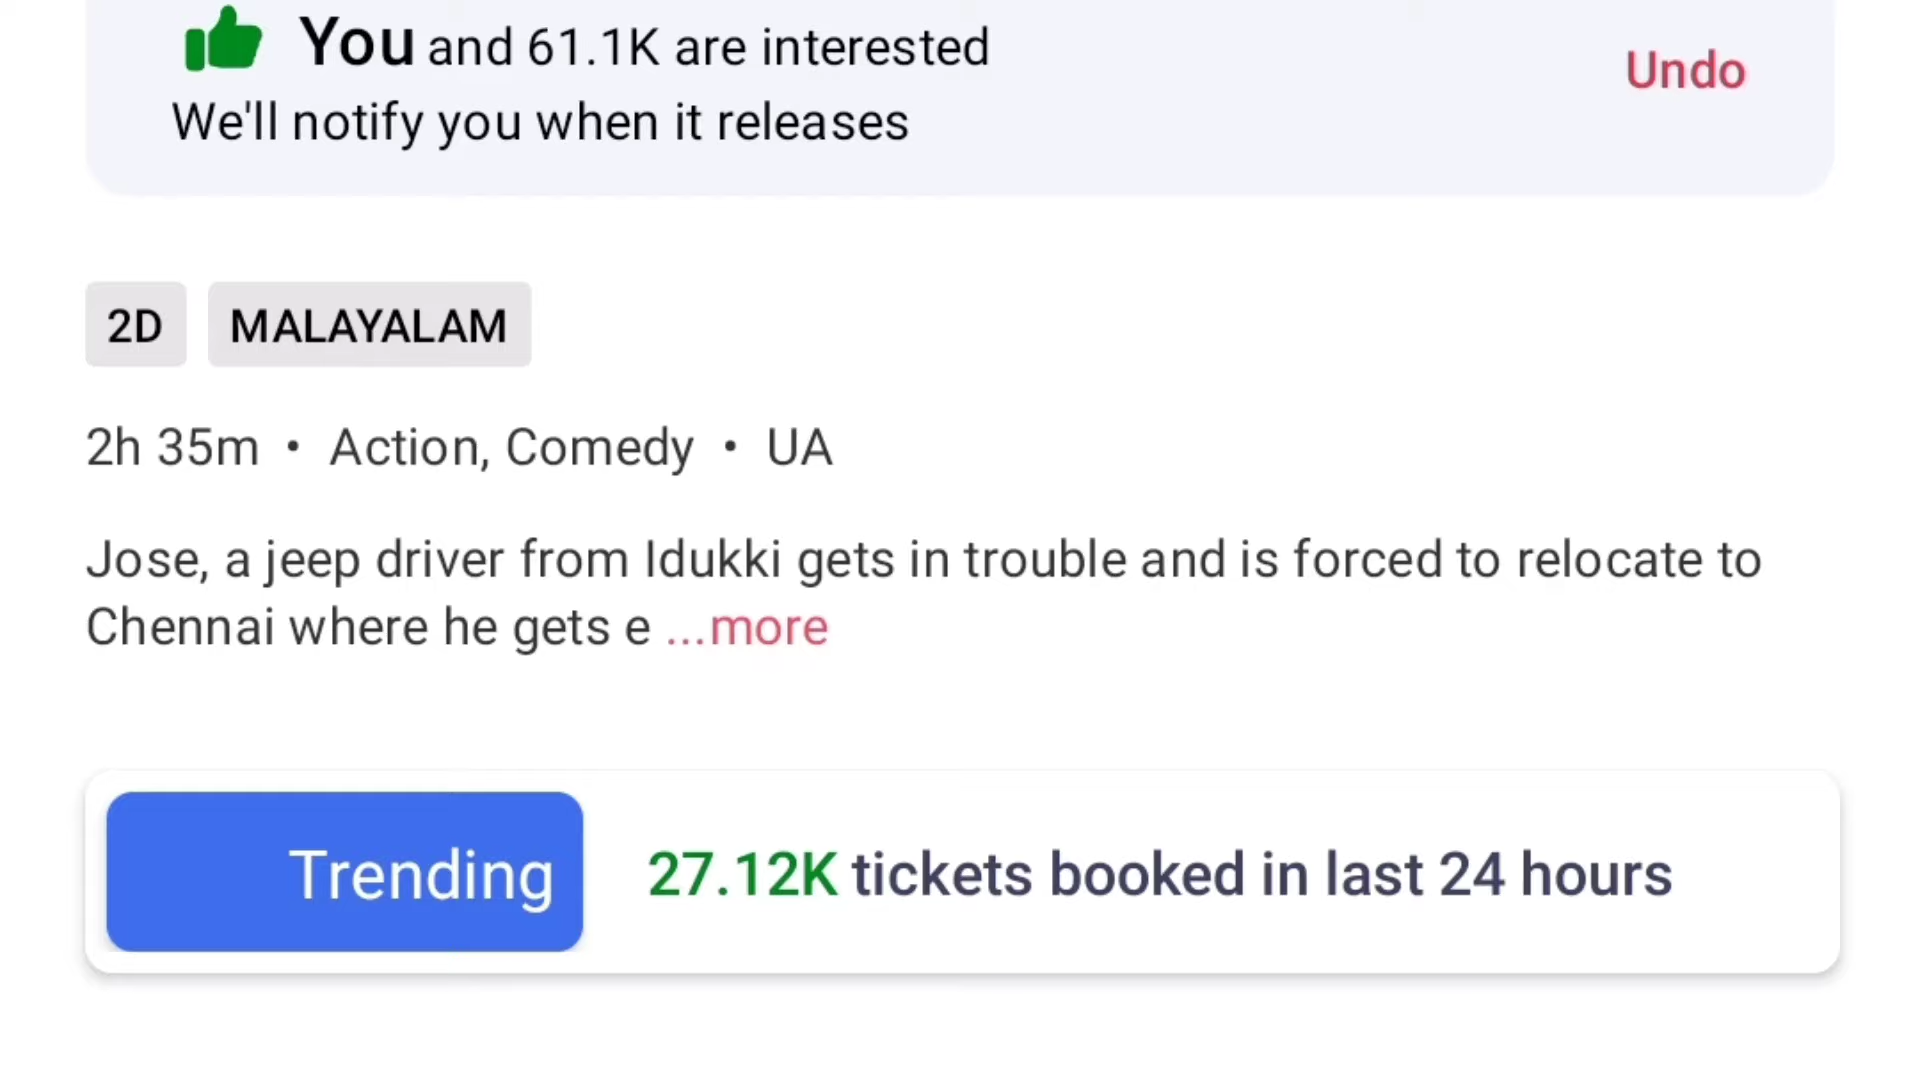 You and 61.1K are interested
Undo
We'll notify you when it releases
2D MALAYALAM
2h 35m • Action, Comedy • UA
Jose, a jeep driver from Idukki gets in trouble and is forced to relocate to
Chennai where he gets e ...more
Trending 27.12K tickets booked in last 24 hours